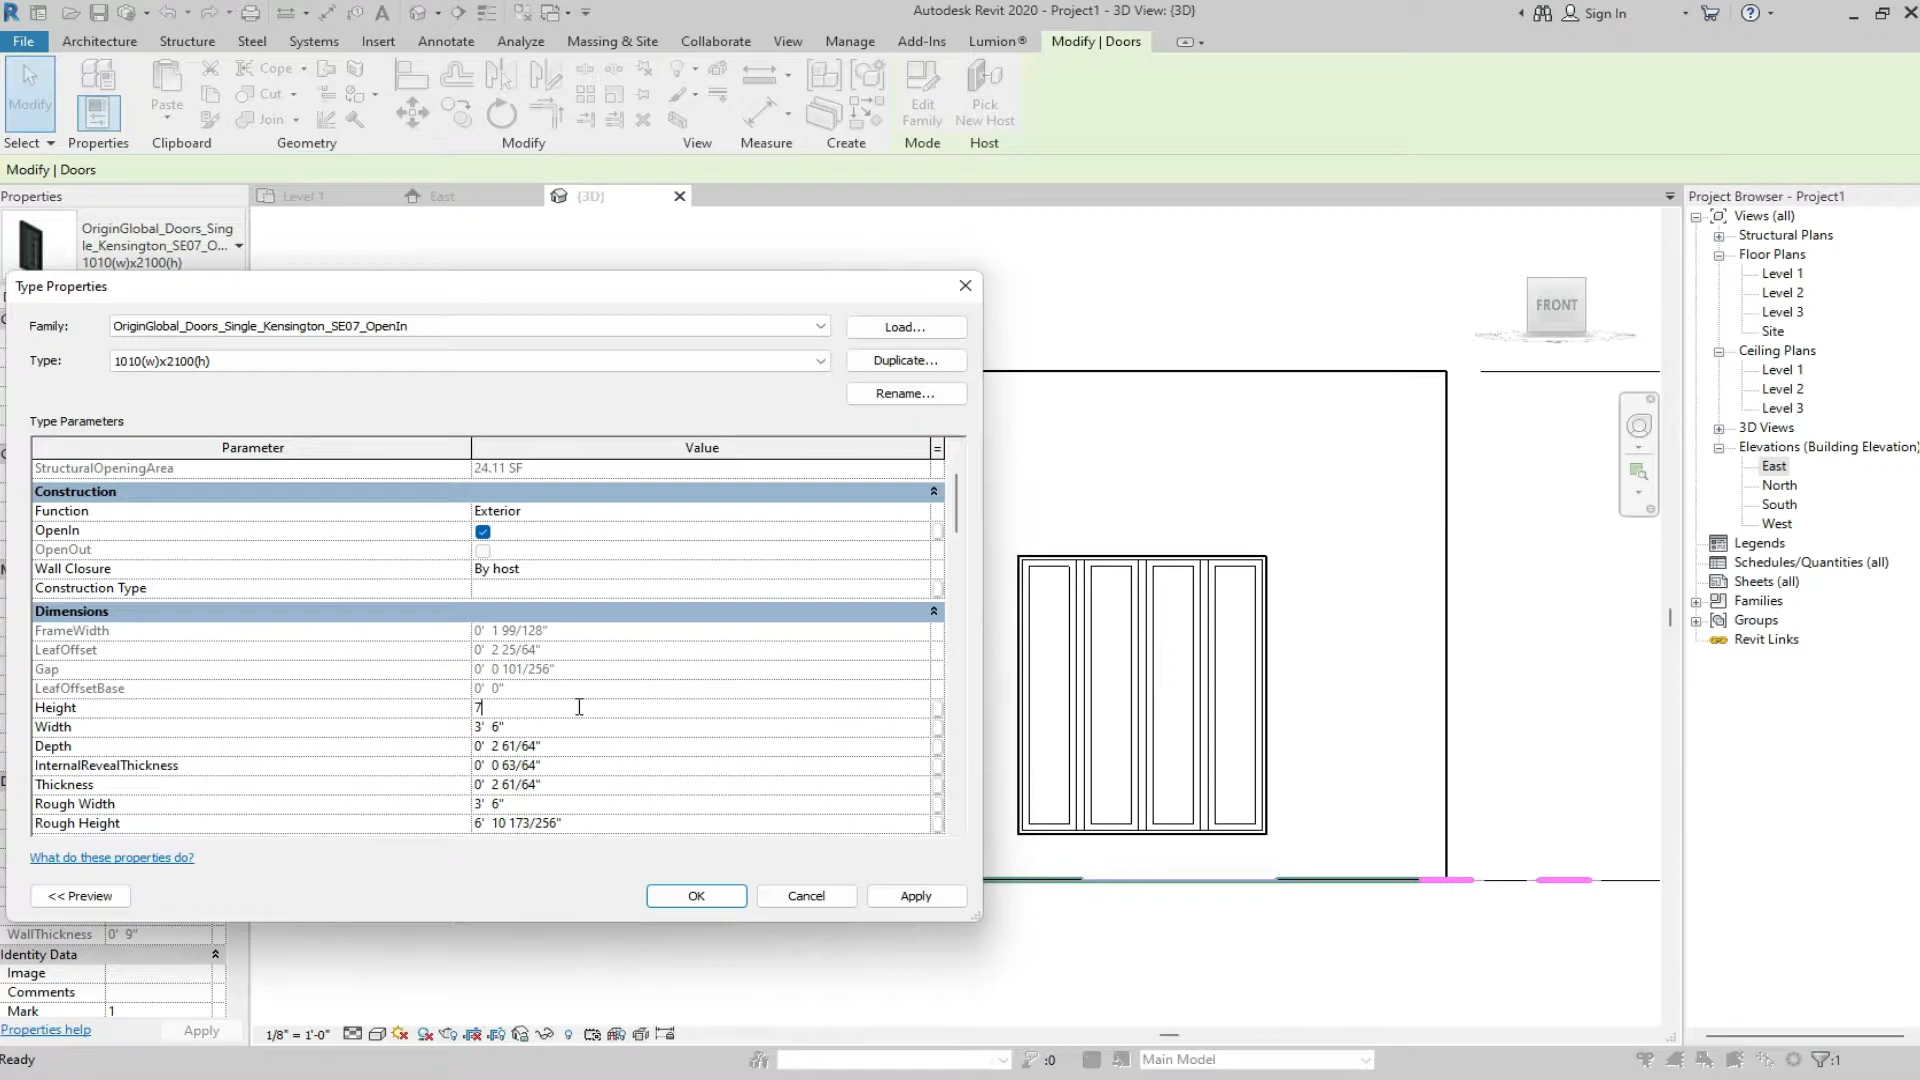 Autodesk Revit 2020 - Project1 - 3D View: {3D}
Sign In
File
Architecture
Structure
Steel
Systems
Insert
Annotate
Analyze
Massing & Site
Collaborate
View
Manage
Add-Ins
Lumion®
Modify | Doors
Modify
Paste
Cope
Cut
Join
Edit
Family
Pick
New Host
Select
Properties
Clipboard
Geometry
Modify
View
Measure
Create
Mode
Host
Modify | Doors
Properties
Level 1
East
{3D}
Project Browser - Project1
OriginGlobal_Doors_Sing
le_Kensington_SE07_O...
1010(w)x2100(h)
Type Properties
Family:
OriginGlobal_Doors_Single_Kensington_SE07_OpenIn
Load...
Type:
1010(w)x2100(h)
Duplicate...
Rename...
Type Parameters
Parameter
Value
=
StructuralOpeningArea
24.11 SF
Construction
Function
Exterior
OpenIn
OpenOut
Wall Closure
By host
Construction Type
Dimensions
FrameWidth
0' 1 99/128"
LeafOffset
0' 2 25/64"
Gap
0' 0 101/256"
LeafOffsetBase
0' 0"
Height
7
Width
3' 6"
Depth
0' 2 61/64"
InternalRevealThickness
0' 0 63/64"
Thickness
0' 2 61/64"
Rough Width
3' 6"
Rough Height
6' 10 173/256"
What do these properties do?
<< Preview
OK
Cancel
Apply
WallThickness
0' 9"
Identity Data
Image
Comments
Mark
1
Properties help
Apply
FRONT
Views (all)
Structural Plans
Floor Plans
Level 1
Level 2
Level 3
Site
Ceiling Plans
Level 1
Level 2
Level 3
3D Views
Elevations (Building Elevation)
East
North
South
West
Legends
Schedules/Quantities (all)
Sheets (all)
Families
Groups
Revit Links
1/8" = 1'-0"
Ready
:0
Main Model
:1